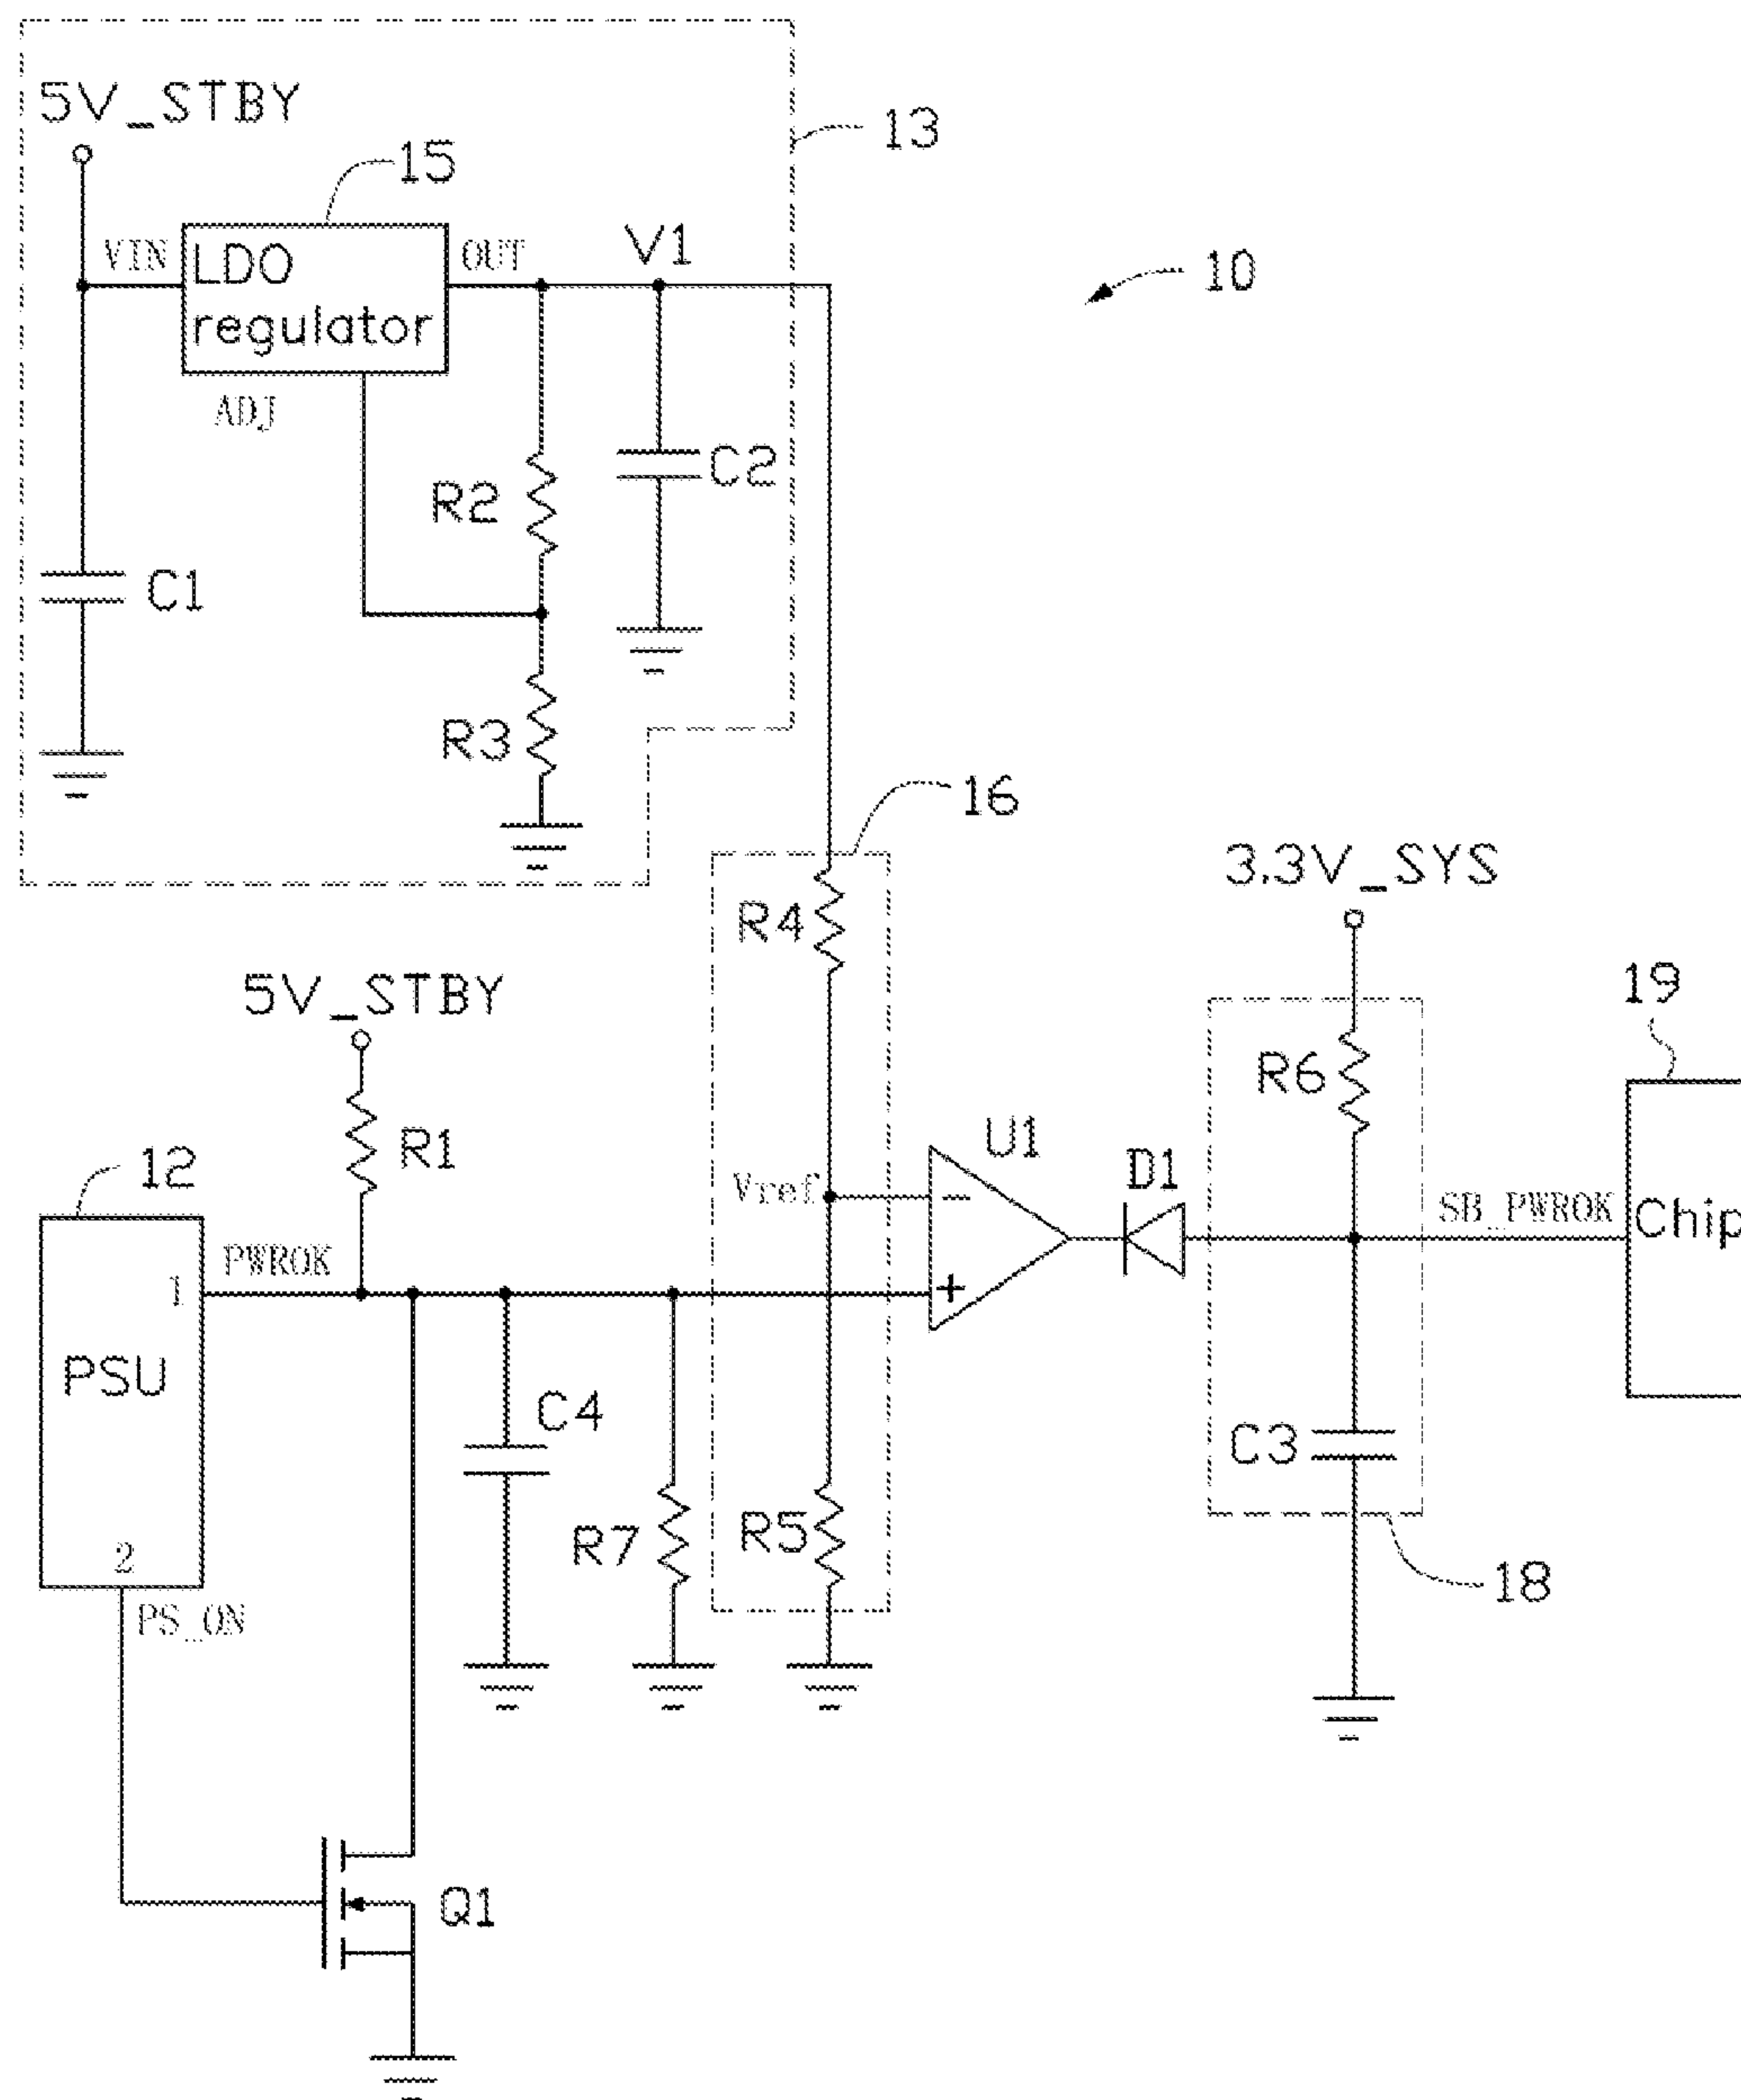 5V_STBY
13
15
VIN
LDO
regulator
OUT
V1
10
ADJ
R2
C2
C1
R3
16
3.3V_SYS
R4
5V_STBY
19
R6
R1
U1
12
D1
Vref
−
SB_PWROK
Chip
PWROK
1
+
PSU
C4
C3
R7
R5
2
18
PS_ON
Q1